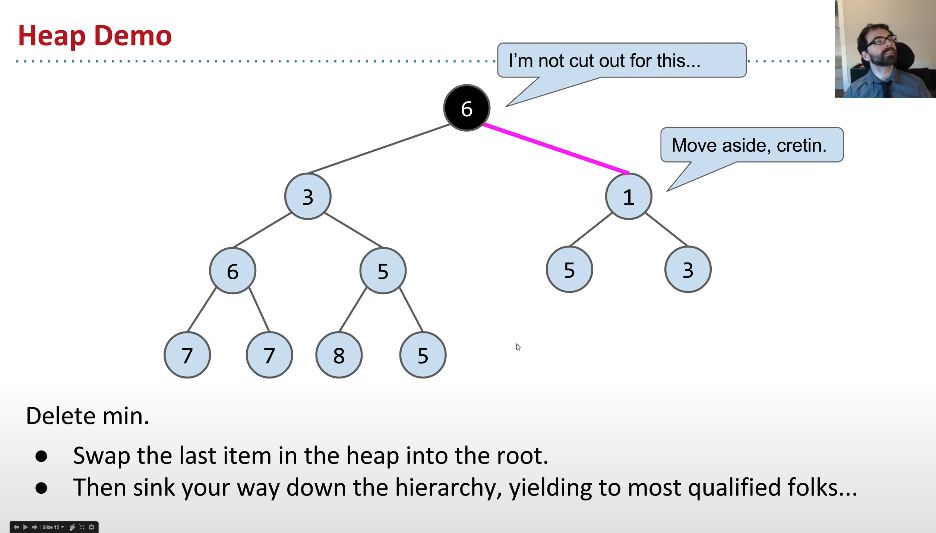 Heap Demo
I'm not cut out for this...
6
Move aside, cretin.
3
1
6
5
5
3
7
7
8
5
Delete min.
● Swap the last item in the heap into the root.
● Then sink your way down the hierarchy, yielding to most qualified folks...
Slide 15